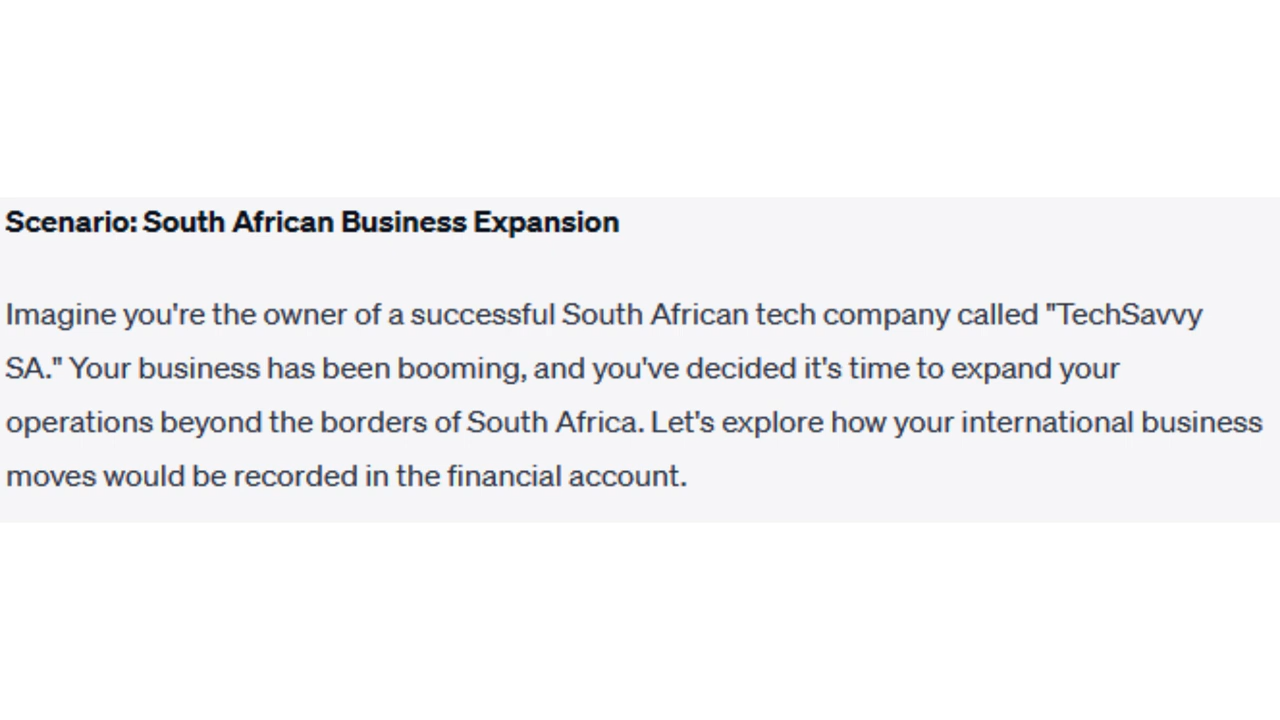 Scenario: South African Business Expansion
Imagine you're the owner of a successful South African tech company called "TechSavvy
SA." Your business has been booming, and you've decided it's time to expand your
operations beyond the borders of South Africa. Let's explore how your international business
moves would be recorded in the financial account.